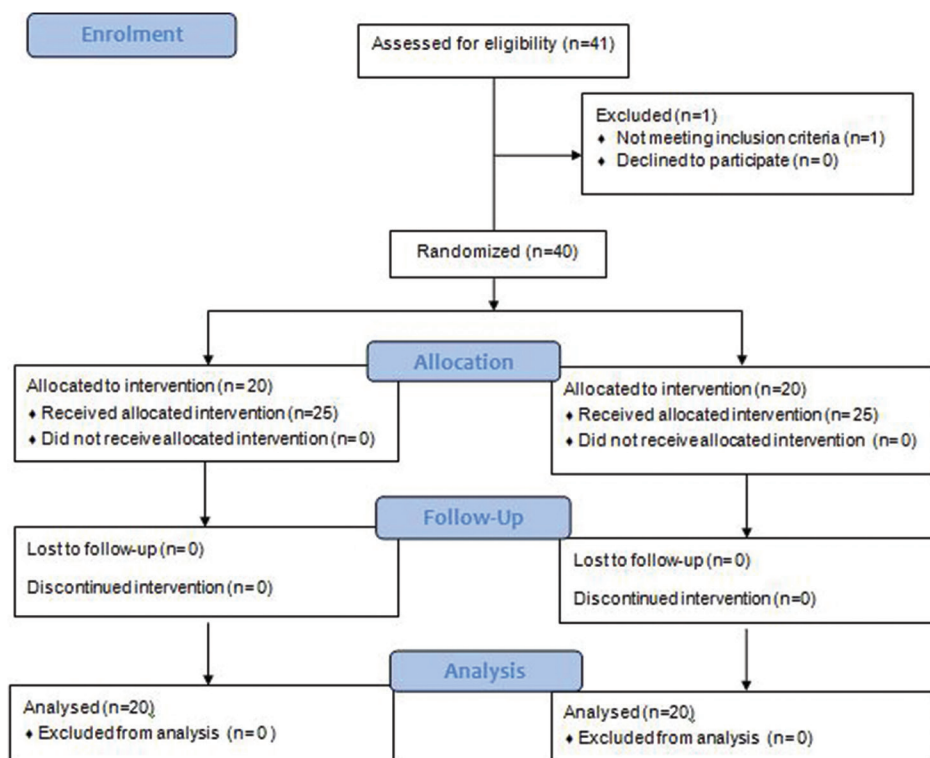 Enrolment
Assessed for eligibility (n=41)
Excluded (n=1)
♦ Not meeting inclusion criteria (n=1)
♦ Declined to participate (n=0)
Randomized (n=40)
Allocation
Allocated to intervention (n=20)
♦ Received allocated intervention (n=25)
♦ Did not receive allocated intervention (n=0)
Allocated to intervention (n=20)
♦ Received allocated intervention (n=25)
♦ Did not receive allocated intervention (n=0)
Follow-Up
Lost to follow-up (n=0)
Discontinued intervention (n=0)
Lost to follow-up (n=0)
Discontinued intervention (n=0)
Analysis
Analysed (n=20)
♦ Excluded from analysis (n=0)
Analysed (n=20)
♦ Excluded from analysis (n=0)